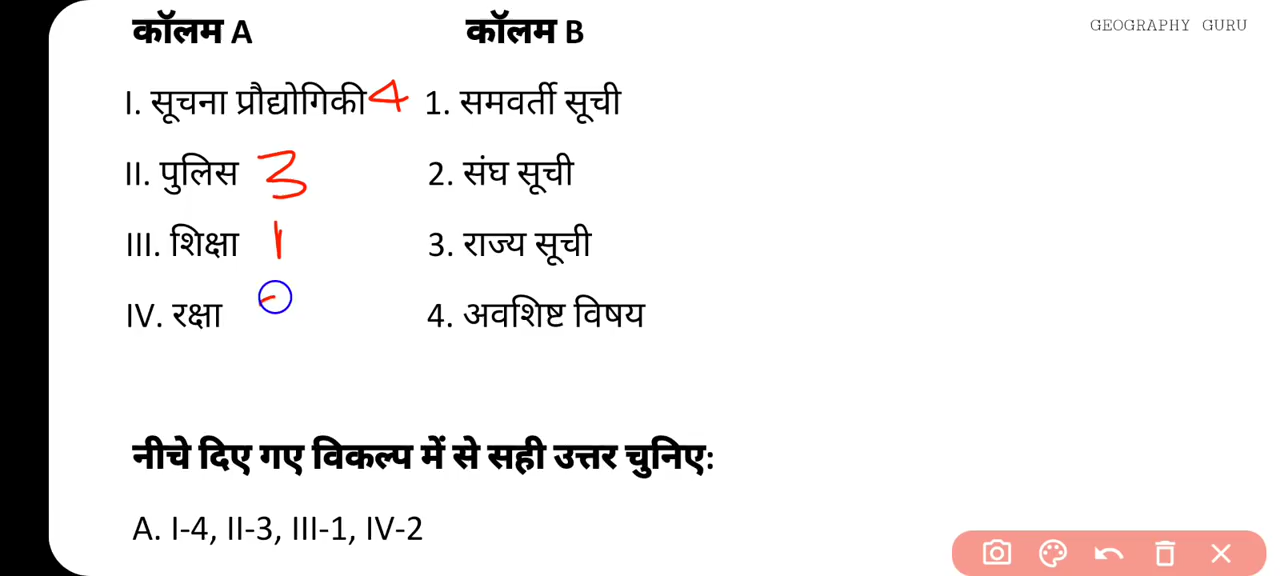 कॉलम A कॉलम B
GEOGRAPHY GURU
I. सूचना प्रौद्योगिकी 4 1. समवर्ती सूची
II. पुलिस 3 2. संघ सूची
III. शिक्षा 1 3. राज्य सूची
IV. रक्षा 4. अवशिष्ट विषय
नीचे दिए गए विकल्प में से सही उत्तर चुनिए:
A. I-4, II-3, III-1, IV-2